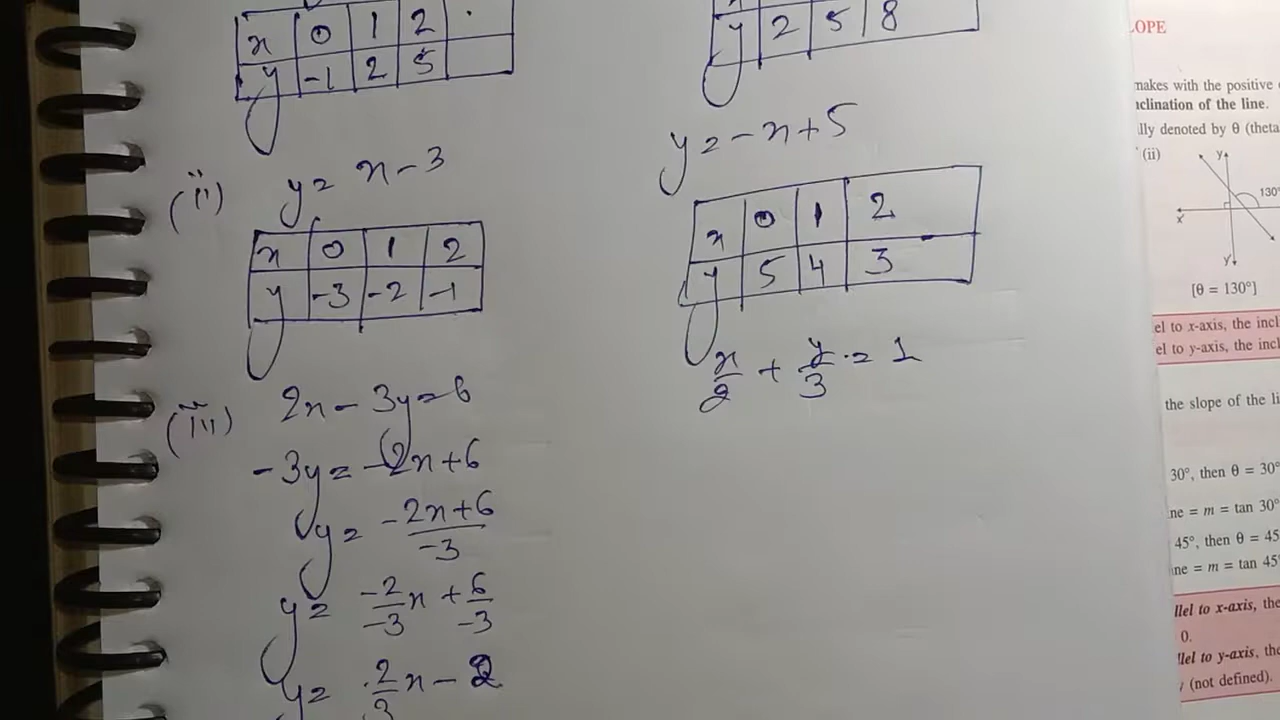 x 0 1 2
y -1 2 5
(ii) y = x - 3
x 0 1 2
y -3 -2 -1
(iii) 2x - 3y = 6
-3y = -2x + 6
y = -2x+6/-3
y = -2/-3 x + 6/-3
y = 2/3 x - 2
y 2 5 8
y = -x + 5
x 0 1 2
y 5 4 3
x/2 + y/3 = 1
LOPE
makes with the positive
nclination of the line.
lly denoted by θ (theta
(ii)
y
130°
x
y'
[θ = 130°]
el to x-axis, the incl
el to y-axis, the incl
the slope of the li
30°, then θ = 30°
ne = m = tan 30°
45°, then θ = 45
ne = m = tan 45°
llel to x-axis, the
0.
llel to y-axis, the
(not defined).